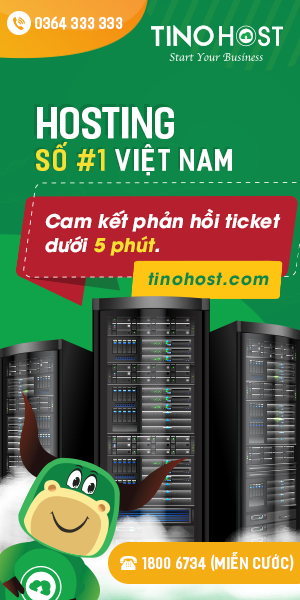 0364 333 333
TINOHOST
Start Your Business
HOSTING
SỐ #1 VIỆT NAM
Cam kết phản hồi ticket
dưới 5 phút.
tinohost.com
1800 6734 (MIỄN CƯỚC)